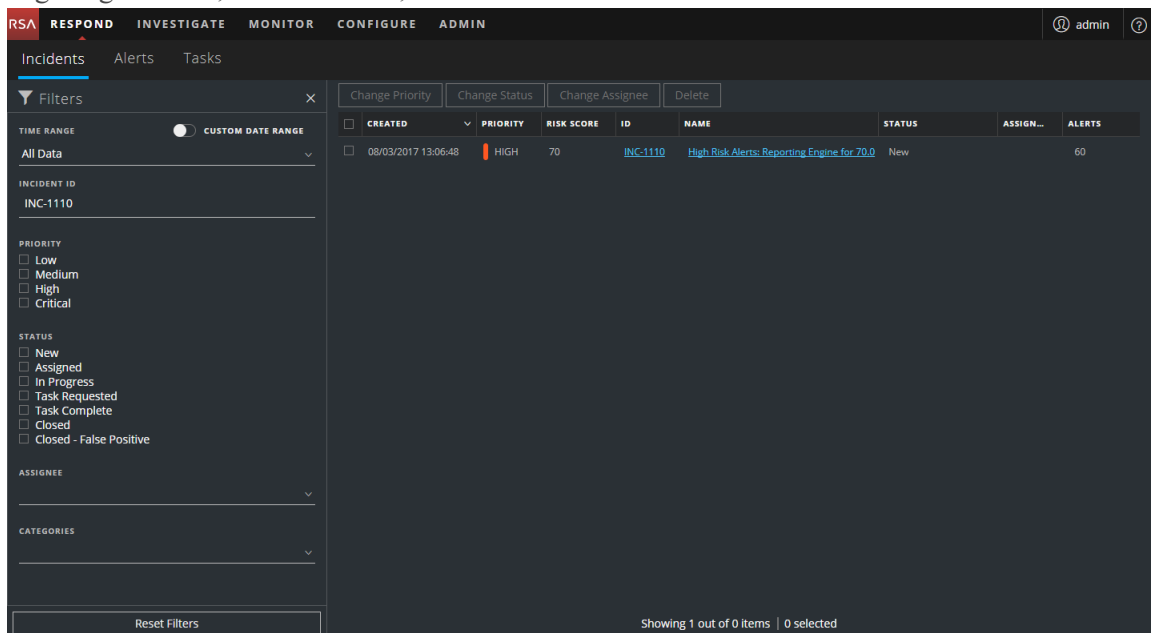 RSA RESPOND INVESTIGATE MONITOR CONFIGURE ADMIN admin ?
Incidents Alerts Tasks
Filters ×
Change Priority Change Status Change Assignee Delete
TIME RANGE CUSTOM DATE RANGE
All Data
INCIDENT ID
INC-1110
PRIORITY
Low
Medium
High
Critical
STATUS
New
Assigned
In Progress
Task Requested
Task Complete
Closed
Closed - False Positive
ASSIGNEE
CATEGORIES
Reset Filters
CREATED PRIORITY RISK SCORE ID NAME STATUS ASSIGN... ALERTS
08/03/2017 13:06:48 HIGH 70 INC-1110 High Risk Alerts: Reporting Engine for 70.0 New 60
Showing 1 out of 0 items | 0 selected